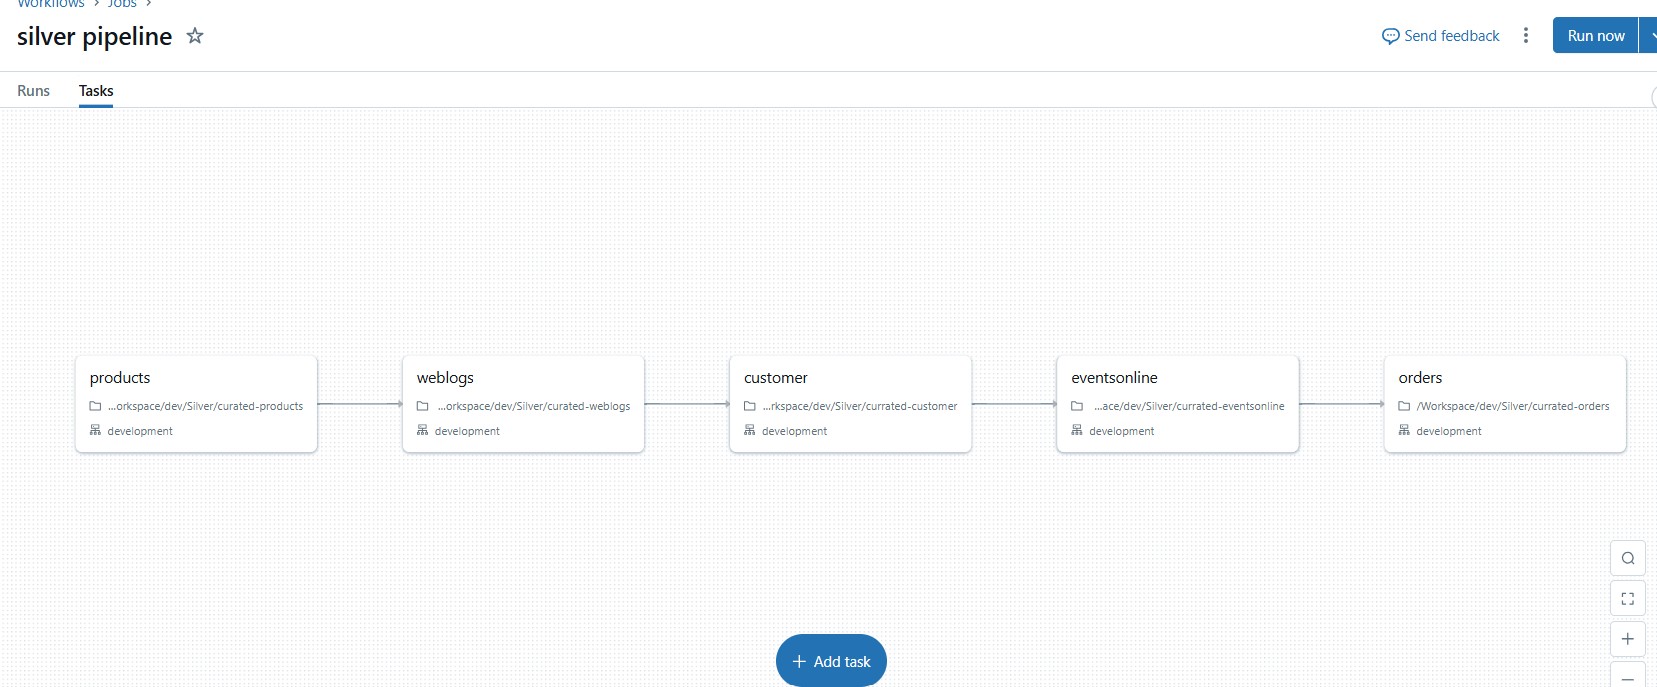 Workflows > Jobs >
silver pipeline
Send feedback
Run now
Runs
Tasks
products
...orkspace/dev/Silver/curated-products
development
weblogs
...orkspace/dev/Silver/curated-weblogs
development
customer
...rkspace/dev/Silver/currated-customer
development
eventsonline
...ace/dev/Silver/currated-eventsonline
development
orders
/Workspace/dev/Silver/currated-orders
development
+ Add task